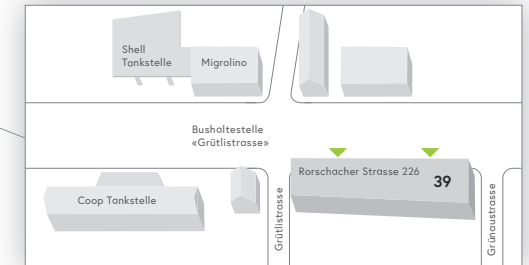 Shell
Tankstelle
Migrolino
Bushaltestelle
«Grütlistrasse»
Rorschacher Strasse 226
39
Coop Tankstelle
Grütlistrasse
Grünaustrasse